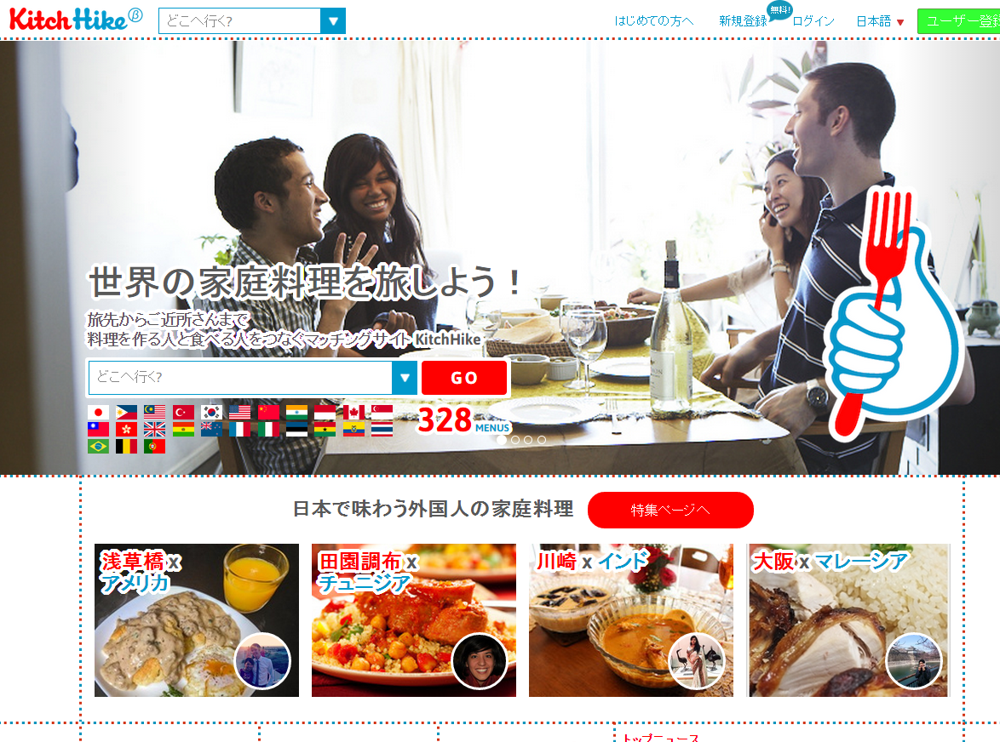 KitchHike β
どこへ行く?
はじめての方へ
新規登録
無料!
ログイン
日本語
ユーザー登録
世界の家庭料理を旅しよう！
旅先からご近所さんまで
料理を作る人と食べる人をつなぐマッチングサイト KitchHike
どこへ行く?
GO
328 MENUS
日本で味わう外国人の家庭料理
特集ページへ
浅草橋 x
アメリカ
田園調布 x
チュニジア
川崎 x インド
大阪 x マレーシア
トップニュース